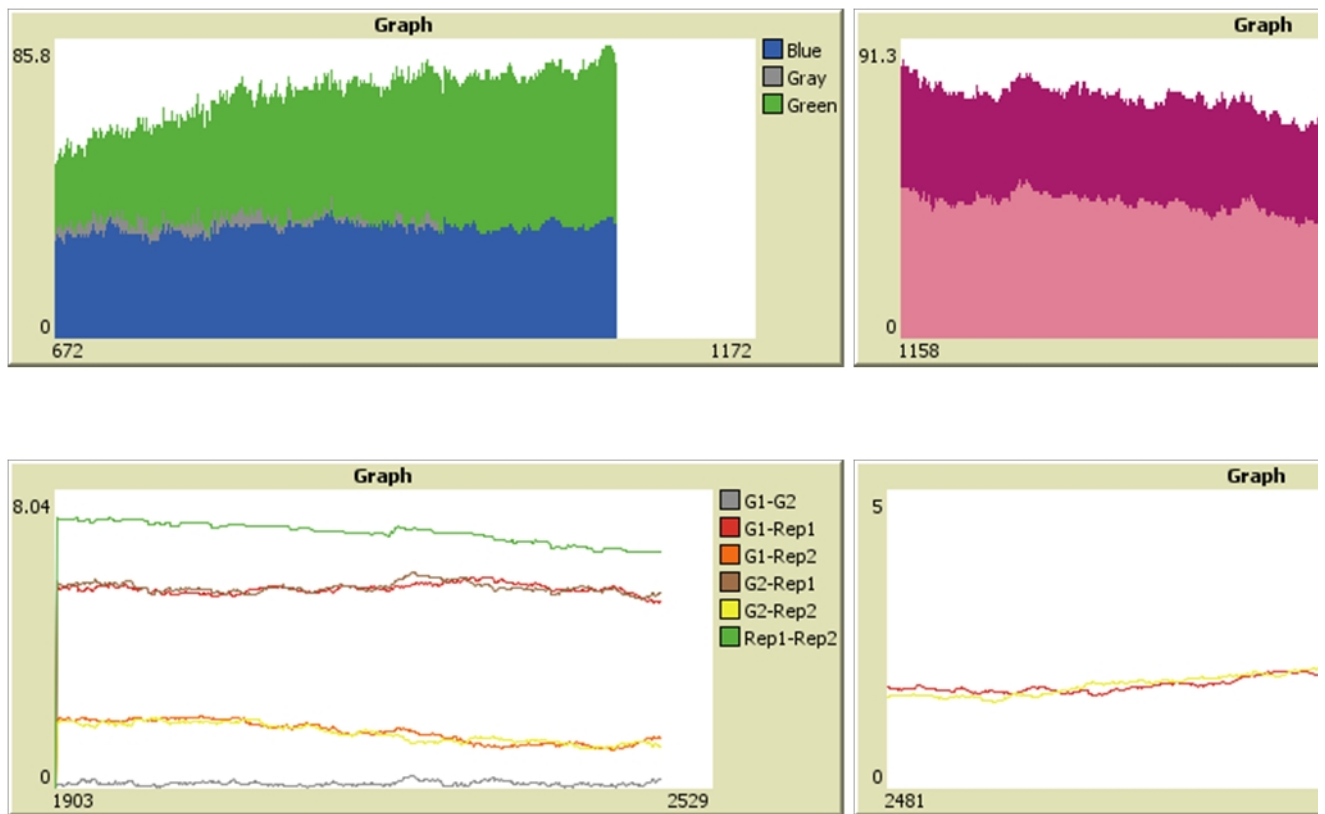 Graph
85.8
Blue
Gray
Green
0
672 1172
Graph
91.3
0
1158
Graph
8.04
G1-G2
G1-Rep1
G1-Rep2
G2-Rep1
G2-Rep2
Rep1-Rep2
0
1903 2529
Graph
5
0
2481